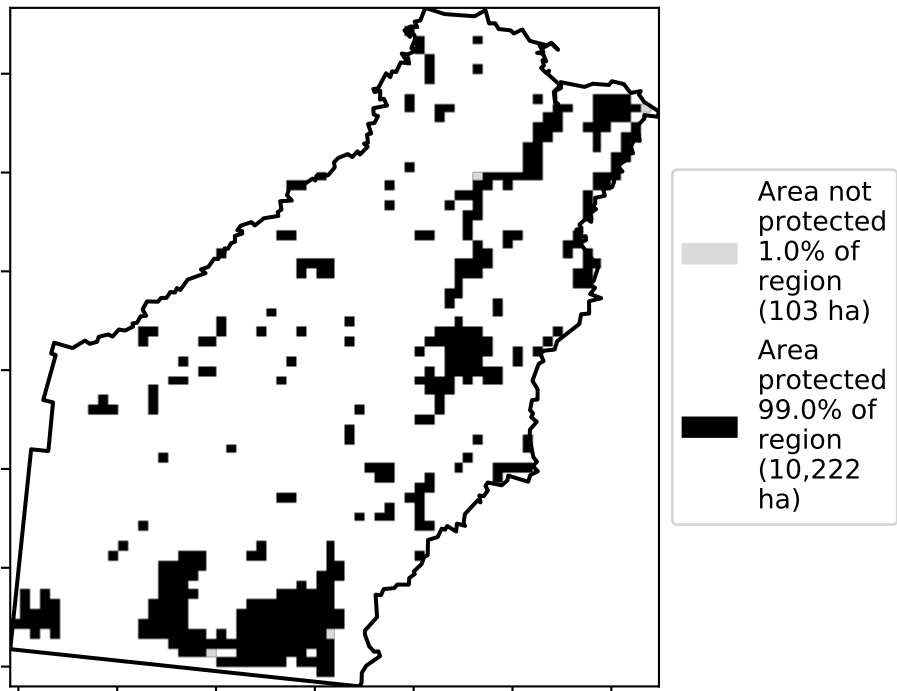 Area not
protected
1.0% of
region
(103 ha)
Area
protected
99.0% of
region
(10,222
ha)